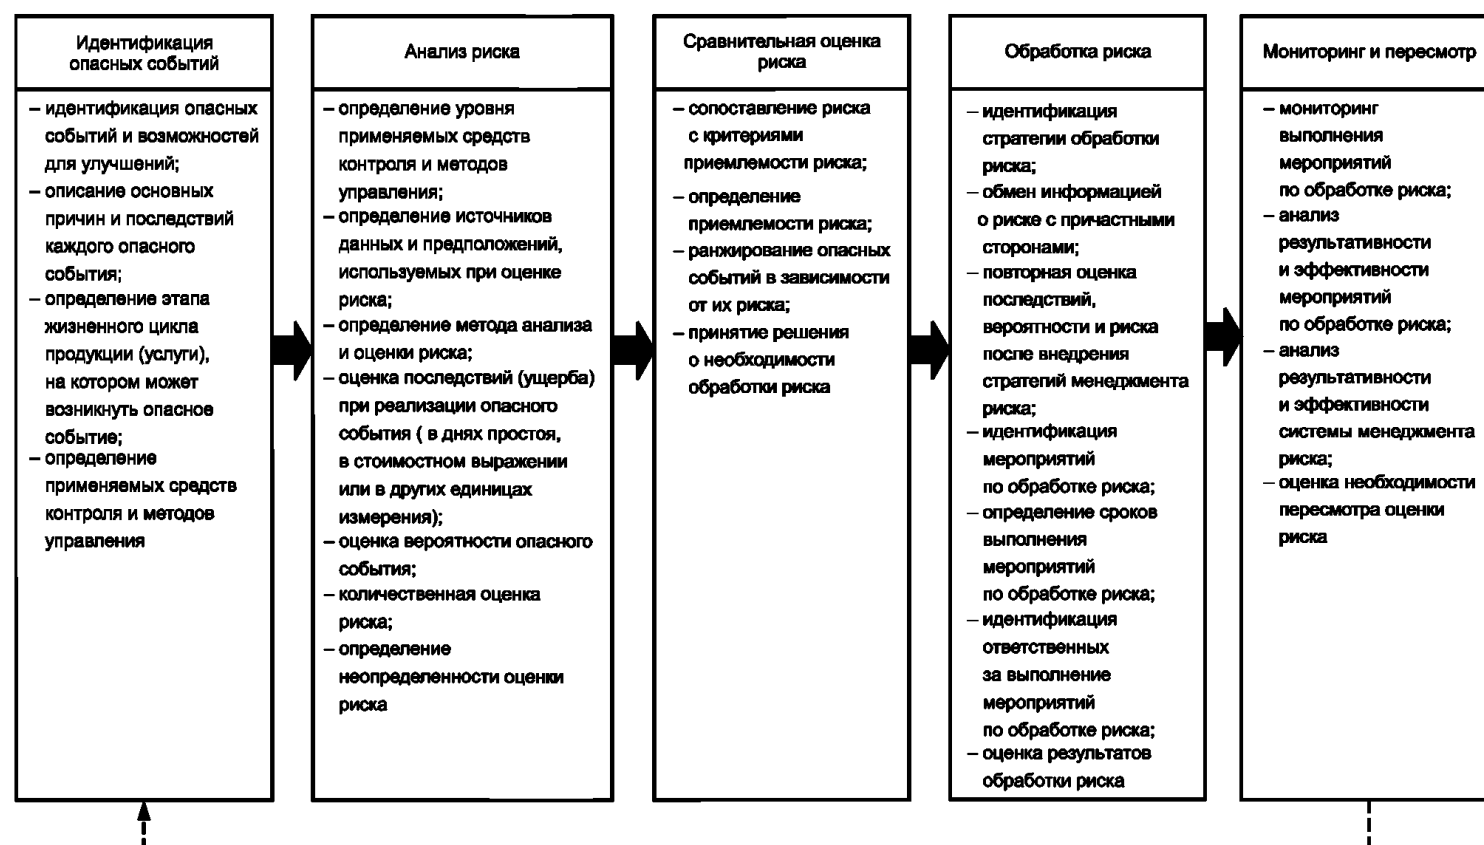 Идентификация
опасных событий
– идентификация опасных
событий и возможностей
для улучшений;
– описание основных
причин и последствий
каждого опасного
события;
– определение этапа
жизненного цикла
продукции (услуги),
на котором может
возникнуть опасное
событие;
– определение
применяемых средств
контроля и методов
управления
Анализ риска
– определение уровня
применяемых средств
контроля и методов
управления;
– определение источников
данных и предположений,
используемых при оценке
риска;
– определение метода анализа
и оценки риска;
– оценка последствий (ущерба)
при реализации опасного
события ( в днях простоя,
в стоимостном выражении
или в других единицах
измерения);
– оценка вероятности опасного
события;
– количественная оценка
риска;
– определение
неопределенности оценки
риска
Сравнительная оценка
риска
– сопоставление риска
с критериями
приемлемости риска;
– определение
приемлемости риска;
– ранжирование опасных
событий в зависимости
от их риска;
– принятие решения
о необходимости
обработки риска
Обработка риска
– идентификация
стратегии обработки
риска;
– обмен информацией
о риске с причастными
сторонами;
– повторная оценка
последствий,
вероятности и риска
после внедрения
стратегий менеджмента
риска;
– идентификация
мероприятий
по обработке риска;
– определение сроков
выполнения
мероприятий
по обработке риска;
– идентификация
ответственных
за выполнение
мероприятий
по обработке риска;
– оценка результатов
обработки риска
Мониторинг и пересмотр
– мониторинг
выполнения
мероприятий
по обработке риска;
– анализ
результативности
и эффективности
мероприятий
по обработке риска;
– анализ
результативности
и эффективности
системы менеджмента
риска;
– оценка необходимости
пересмотра оценки
риска